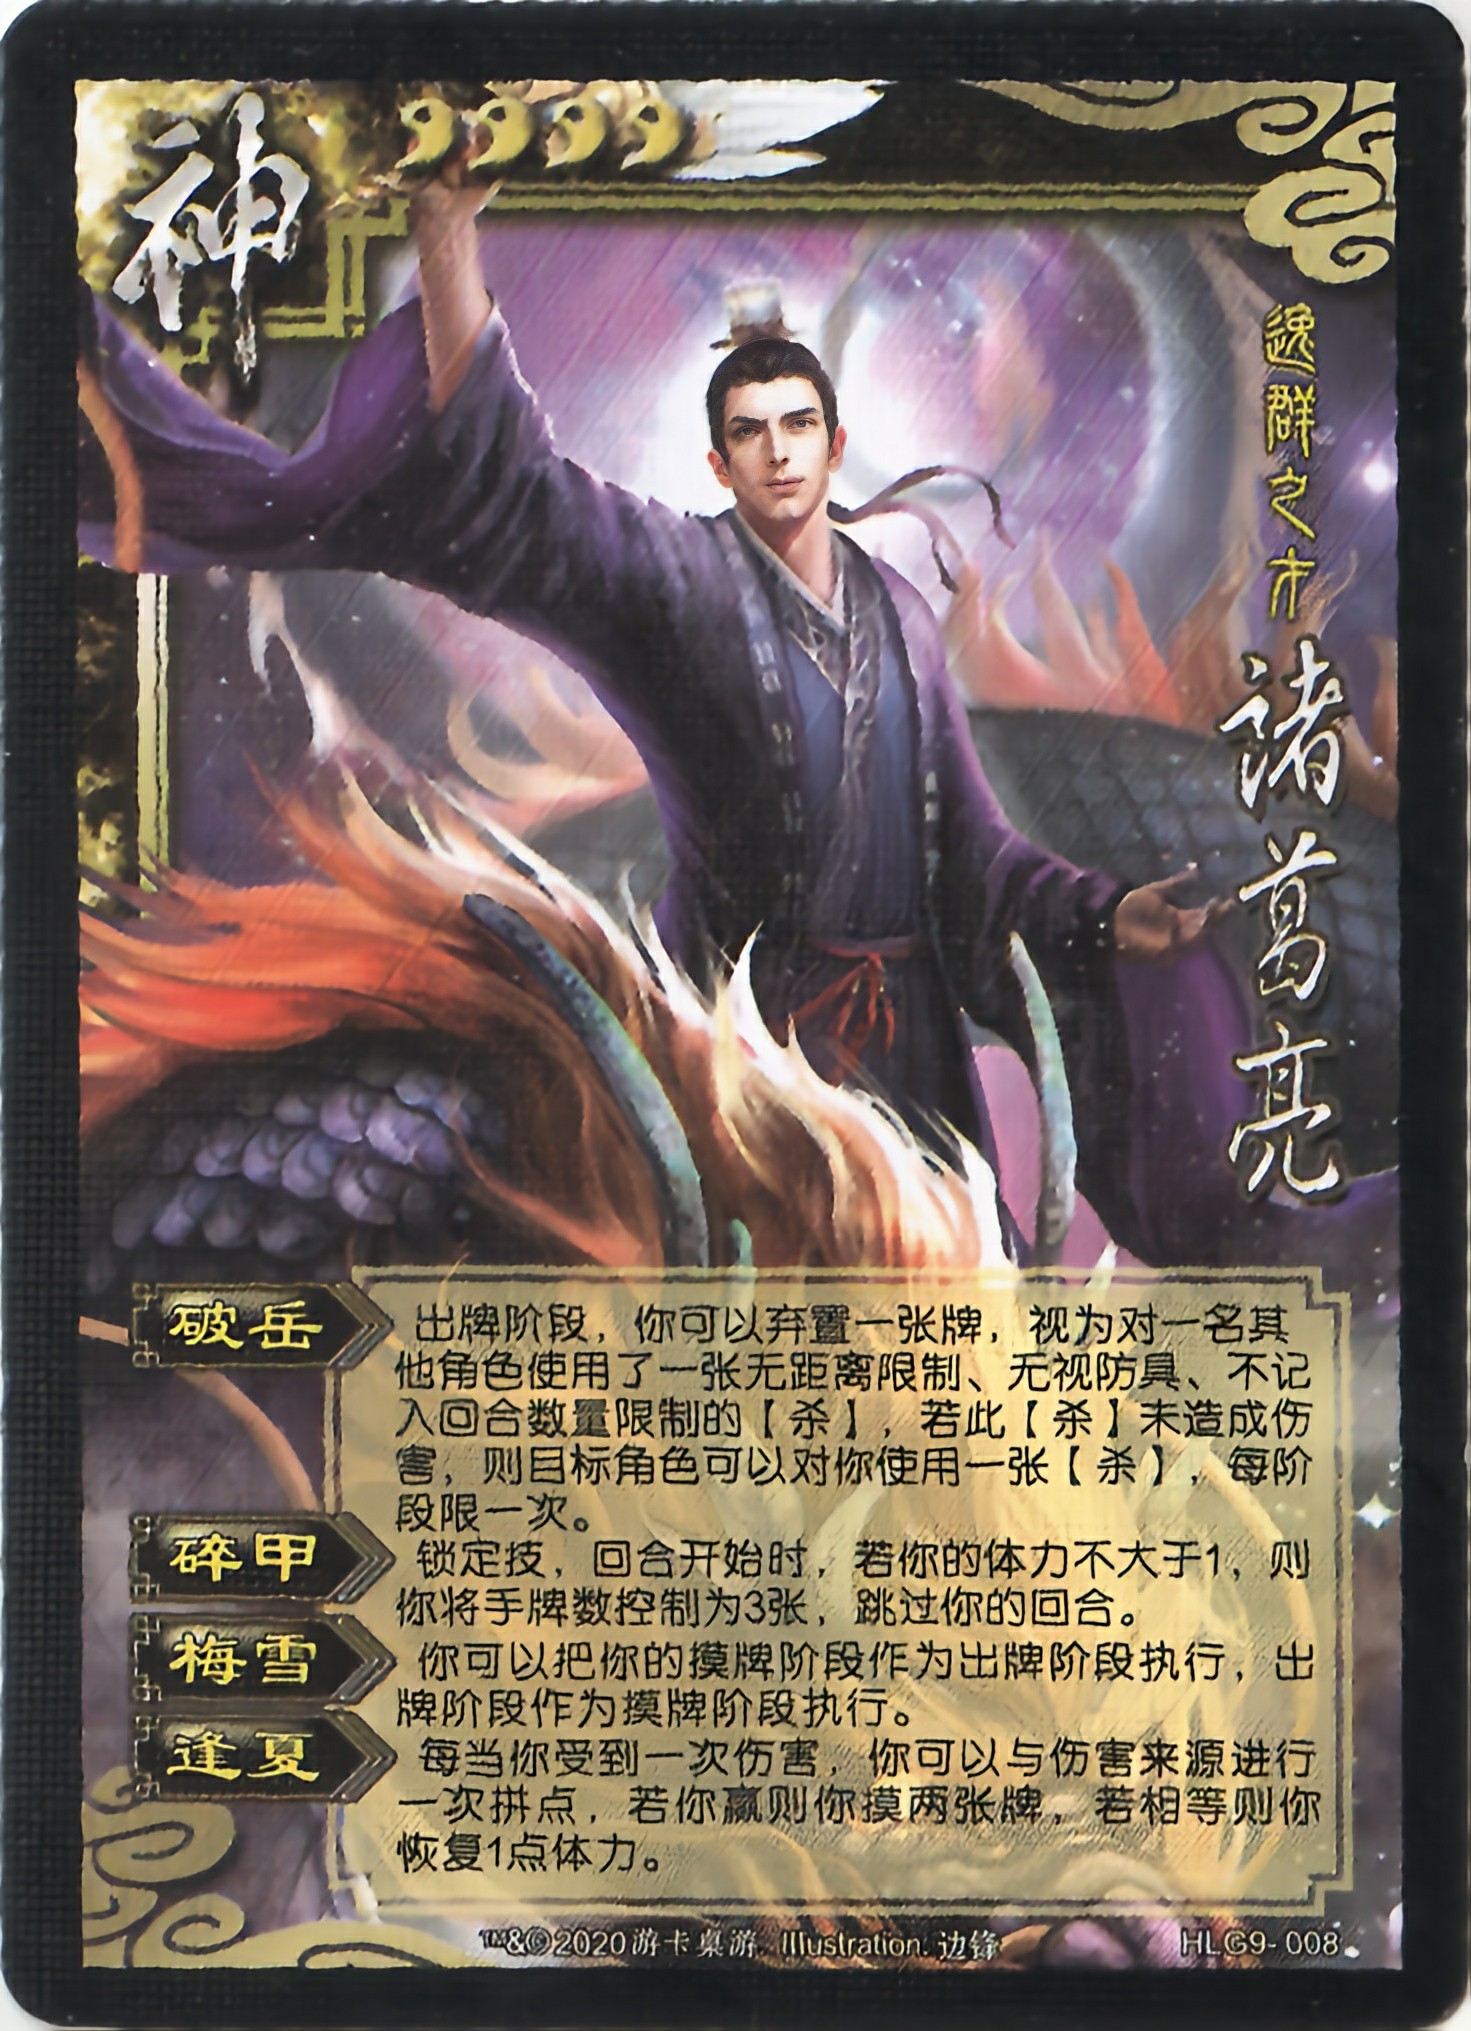 神
逸群之才
諸葛亮
破岳
出牌阶段，你可以弃置一张牌，视为对一名其
他角色使用了一张无距离限制、无视防具、不记
入回合数量限制的【杀】，若此【杀】未造成伤
害，则目标角色可以对你使用一张【杀】，每阶
段限一次。
碎甲
锁定技，回合开始时，若你的体力不大于1，则
你将手牌数控制为3张，跳过你的回合。
梅雪
你可以把你的摸牌阶段作为出牌阶段执行，出
牌阶段作为摸牌阶段执行。
逢夏
每当你受到一次伤害，你可以与伤害来源进行
一次拼点，若你赢则你摸两张牌，若相等则你
恢复1点体力。
™&©2020游卡桌游. Illustration: 边锋
HLG9-008